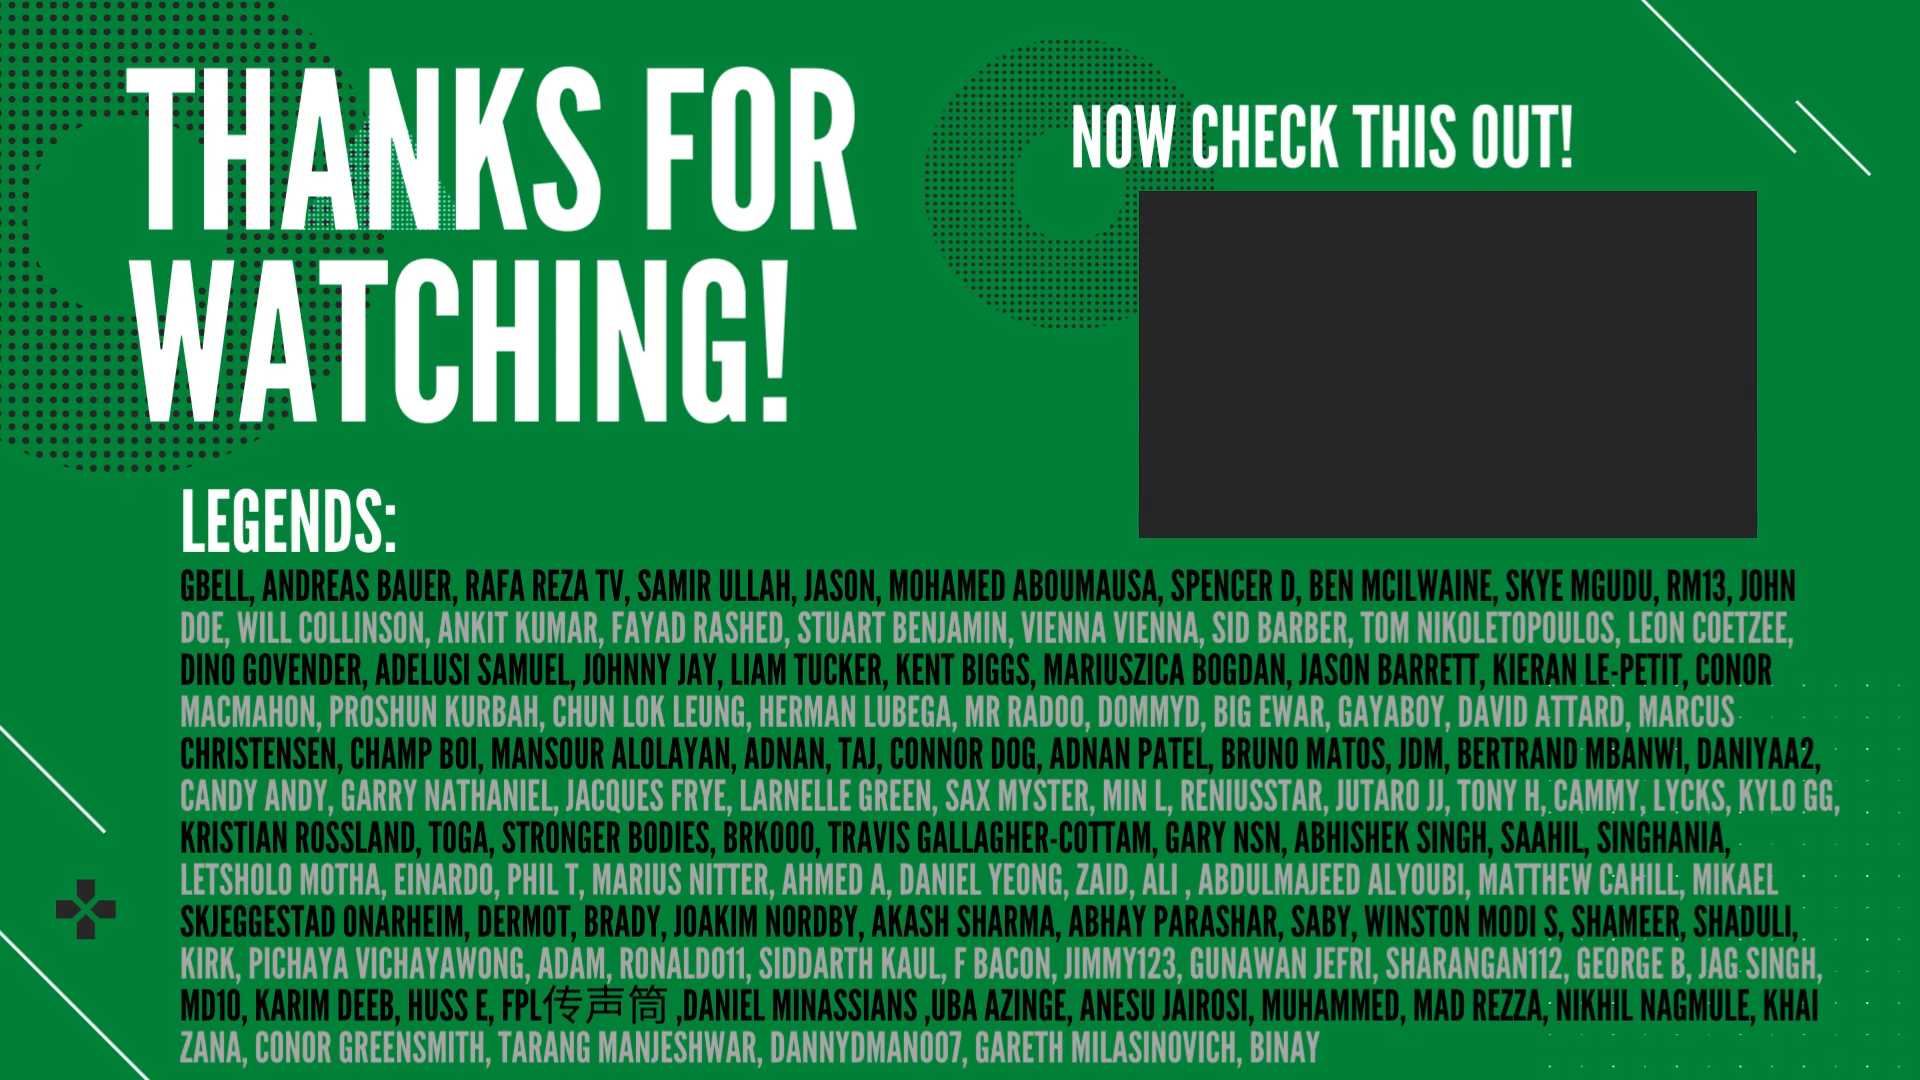 THANKS FOR
WATCHING!
NOW CHECK THIS OUT!
LEGENDS:
GBELL, ANDREAS BAUER, RAFA REZA TV, SAMIR ULLAH, JASON, MOHAMED ABOUMAUSA, SPENCER D, BEN MCILWAINE, SKYE MGUDU, RM13, JOHN
DOE, WILL COLLINSON, ANKIT KUMAR, FAYAD RASHED, STUART BENJAMIN, VIENNA VIENNA, SID BARBER, TOM NIKOLETOPOULOS, LEON COETZEE,
DINO GOVENDER, ADELUSI SAMUEL, JOHNNY JAY, LIAM TUCKER, KENT BIGGS, MARIUSZICA BOGDAN, JASON BARRETT, KIERAN LE-PETIT, CONOR
MACMAHON, PROSHUN KURBAH, CHUN LOK LEUNG, HERMAN LUBEGA, MR RADOO, DOMMYD, BIG EWAR, GAYABOY, DAVID ATTARD, MARCUS
CHRISTENSEN, CHAMP BOI, MANSOUR ALOLAYAN, ADNAN, TAJ, CONNOR DOG, ADNAN PATEL, BRUNO MATOS, JDM, BERTRAND MBANWI, DANIYAA2,
CANDY ANDY, GARRY NATHANIEL, JACQUES FRYE, LARNELLE GREEN, SAX MYSTER, MIN L, RENIUSSTAR, JUTARO JJ, TONY H, CAMMY, LYCKS, KYLO GG,
KRISTIAN ROSSLAND, TOGA, STRONGER BODIES, BRKOOO, TRAVIS GALLAGHER-COTTAM, GARY NSN, ABHISHEK SINGH, SAAHIL, SINGHANIA,
LETSHOLO MOTHA, EINARDO, PHIL T, MARIUS NITTER, AHMED A, DANIEL YEONG, ZAID, ALI , ABDULMAJEED ALYOUBI, MATTHEW CAHILL, MIKAEL
SKJEGGESTAD ONARHEIM, DERMOT, BRADY, JOAKIM NORDBY, AKASH SHARMA, ABHAY PARASHAR, SABY, WINSTON MODI S, SHAMEER, SHADULI,
KIRK, PICHAYA VICHAYAWONG, ADAM, RONALDO11, SIDDARTH KAUL, F BACON, JIMMY123, GUNAWAN JEFRI, SHARANGAN112, GEORGE B, JAG SINGH,
MD10, KARIM DEEB, HUSS E, FPL传声筒 ,DANIEL MINASSIANS ,UBA AZINGE, ANESU JAIROSI, MUHAMMED, MAD REZZA, NIKHIL NAGMULE, KHAI
ZANA, CONOR GREENSMITH, TARANG MANJESHWAR, DANNYDMAN007, GARETH MILASINOVICH, BINAY